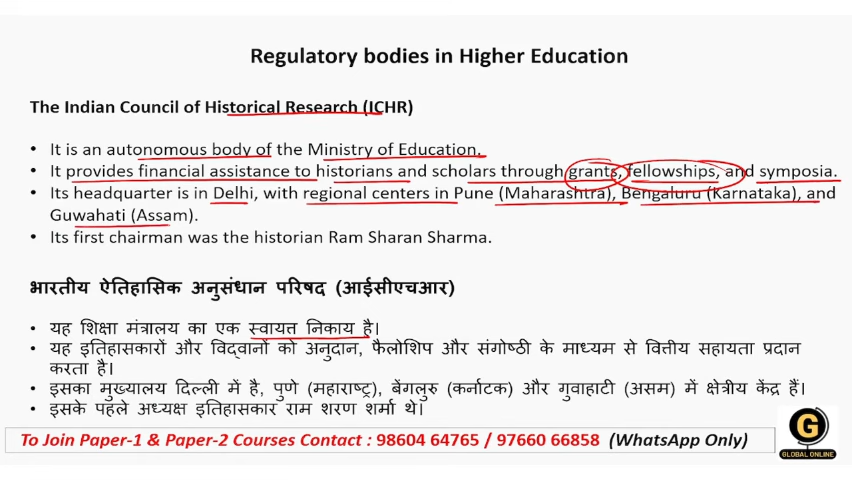 Regulatory bodies in Higher Education
The Indian Council of Historical Research (ICHR)
• It is an autonomous body of the Ministry of Education.
• It provides financial assistance to historians and scholars through grants, fellowships, and symposia.
• Its headquarter is in Delhi, with regional centers in Pune (Maharashtra), Bengaluru (Karnataka), and
Guwahati (Assam).
• Its first chairman was the historian Ram Sharan Sharma.
भारतीय ऐतिहासिक अनुसंधान परिषद (आईसीएचआर)
• यह शिक्षा मंत्रालय का एक स्वायत्त निकाय है।
• यह इतिहासकारों और विद्वानों को अनुदान, फैलोशिप और संगोष्ठी के माध्यम से वित्तीय सहायता प्रदान
करता है।
• इसका मुख्यालय दिल्ली में है, पुणे (महाराष्ट्र), बेंगलुरु (कर्नाटक) और गुवाहाटी (असम) में क्षेत्रीय केंद्र हैं।
• इसके पहले अध्यक्ष इतिहासकार राम शरण शर्मा थे।
To Join Paper-1 & Paper-2 Courses Contact : 98604 64765 / 97660 66858 (WhatsApp Only)
G
GLOBAL ONLINE